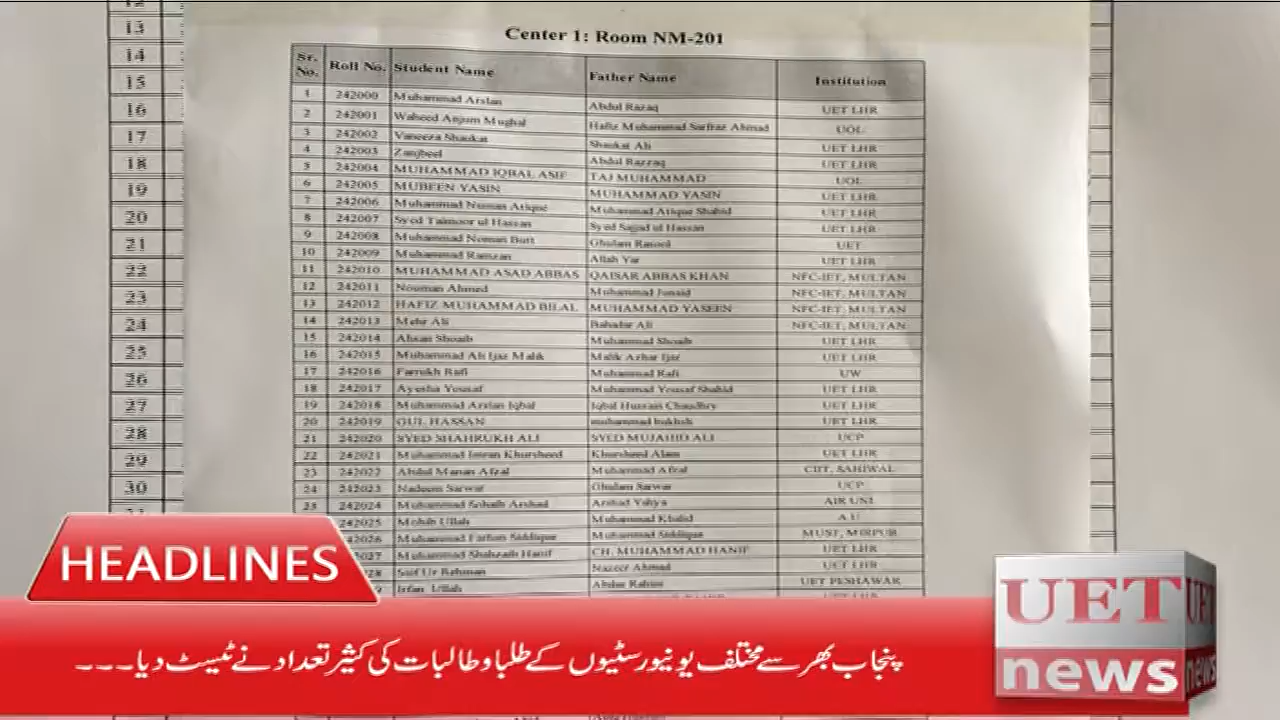 12
13
14
15
16
17
18
19
20
21
22
23
24
25
26
27
28
29
30
Center 1: Room NM-201
Sr. No. Roll No. Student Name Father Name Institution
1 242000 Muhammad Arslan Abdul Razaq UET LHR
2 242001 Waheed Anjum Mughal Hafiz Muhammad Sarfraz Ahmad UOL
3 242002 Vaneeza Shaukat Shaukat Ali UET LHR
4 242003 Zanjbeel Abdul Razzaq UET LHR
5 242004 MUHAMMAD IQBAL ASIF TAJ MUHAMMAD UOL
6 242005 MUBEEN YASIN MUHAMMAD YASIN UET LHR
7 242006 Muhammad Numan Atique Muhammad Atique Shahid UET LHR
8 242007 Syed Taimoor ul Hassan Syed Sajjad ul Hassan UET LHR
9 242008 Muhammad Noman Butt Ghulam Rasool UET
10 242009 Muhammad Ramzan Allah Yar UET LHR
11 242010 MUHAMMAD ASAD ABBAS QAISAR ABBAS KHAN NFC-IET, MULTAN
12 242011 Nouman Ahmed Muhammad Junaid NFC-IET, MULTAN
13 242012 HAFIZ MUHAMMAD BILAL MUHAMMAD YASEEN NFC-IET, MULTAN
14 242013 Mehr Ali Bahadar Ali NFC-IET, MULTAN
15 242014 Ahsan Shoaib Muhammad Shoaib UET LHR
16 242015 Muhammad Ali Ijaz Malik Malik Azhar Ijaz UET LHR
17 242016 Farrukh Rafi Muhammad Rafi UW
18 242017 Ayesha Yousaf Muhammad Yousaf Shahid UET LHR
19 242018 Muhammad Arslan Iqbal Iqbal Hussain Chaudhry UET LHR
20 242019 GUL HASSAN muhammad bukhsh UET LHR
21 242020 SYED SHAHRUKH ALI SYED MUJAHID ALI UCP
22 242021 Muhammad Imran Khursheed Khursheed Alam UET LHR
23 242022 Abdul Manan Afzal Muhammad Afzal CIIT, SAHIWAL
24 242023 Nadeem Sarwar Ghulam Sarwar UCP
25 242024 Muhammad Sohaib Arshad Arshad Yahya AIR UNI.
242025 Mohib Ullah Muhammad Khalid A.U
242026 Muhammad Farhan Siddique Muhammad Siddique MUST, MIRPUR
Muhammad Shahzaib Hanif CH. MUHAMMAD HANIF UET LHR
Saif Ur Rehman Nazeer Ahmad UET LHR
Irfan Ullah Abdur Rahim UET PESHAWAR
HEADLINES
پنجاب بھر سے مختلف یونیورسٹیوں کے طلبا و طالبات کی کثیر تعداد نے ٹیسٹ دیا۔۔۔
UET news